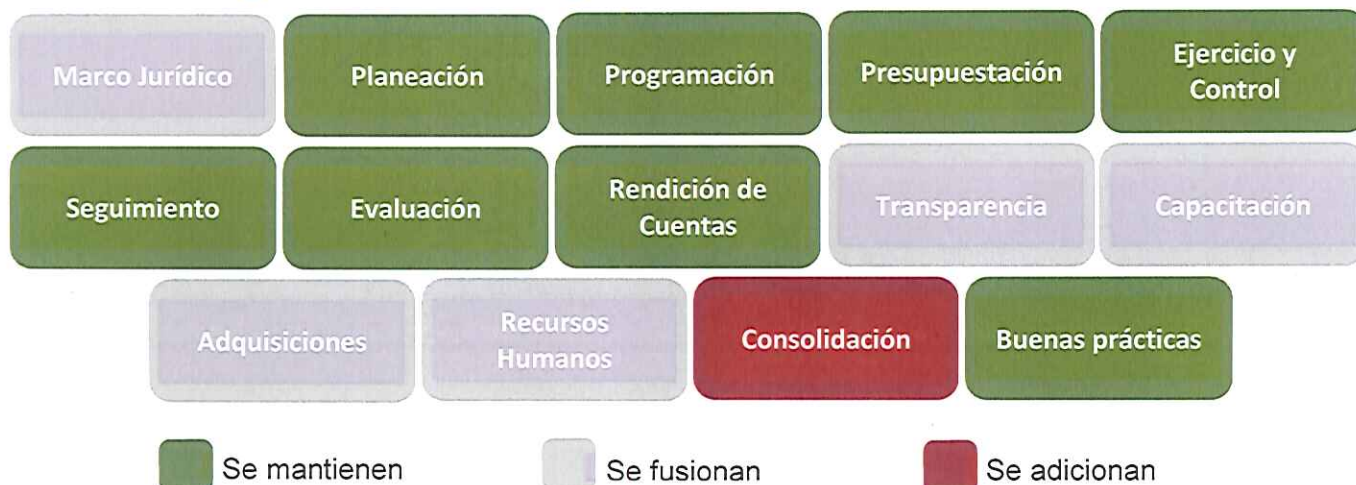 Marco Jurídico
Planeación
Programación
Presupuestación
Ejercicio y
Control
Seguimiento
Evaluación
Rendición de
Cuentas
Transparencia
Capacitación
Adquisiciones
Recursos
Humanos
Consolidación
Buenas prácticas
Se mantienen
Se fusionan
Se adicionan